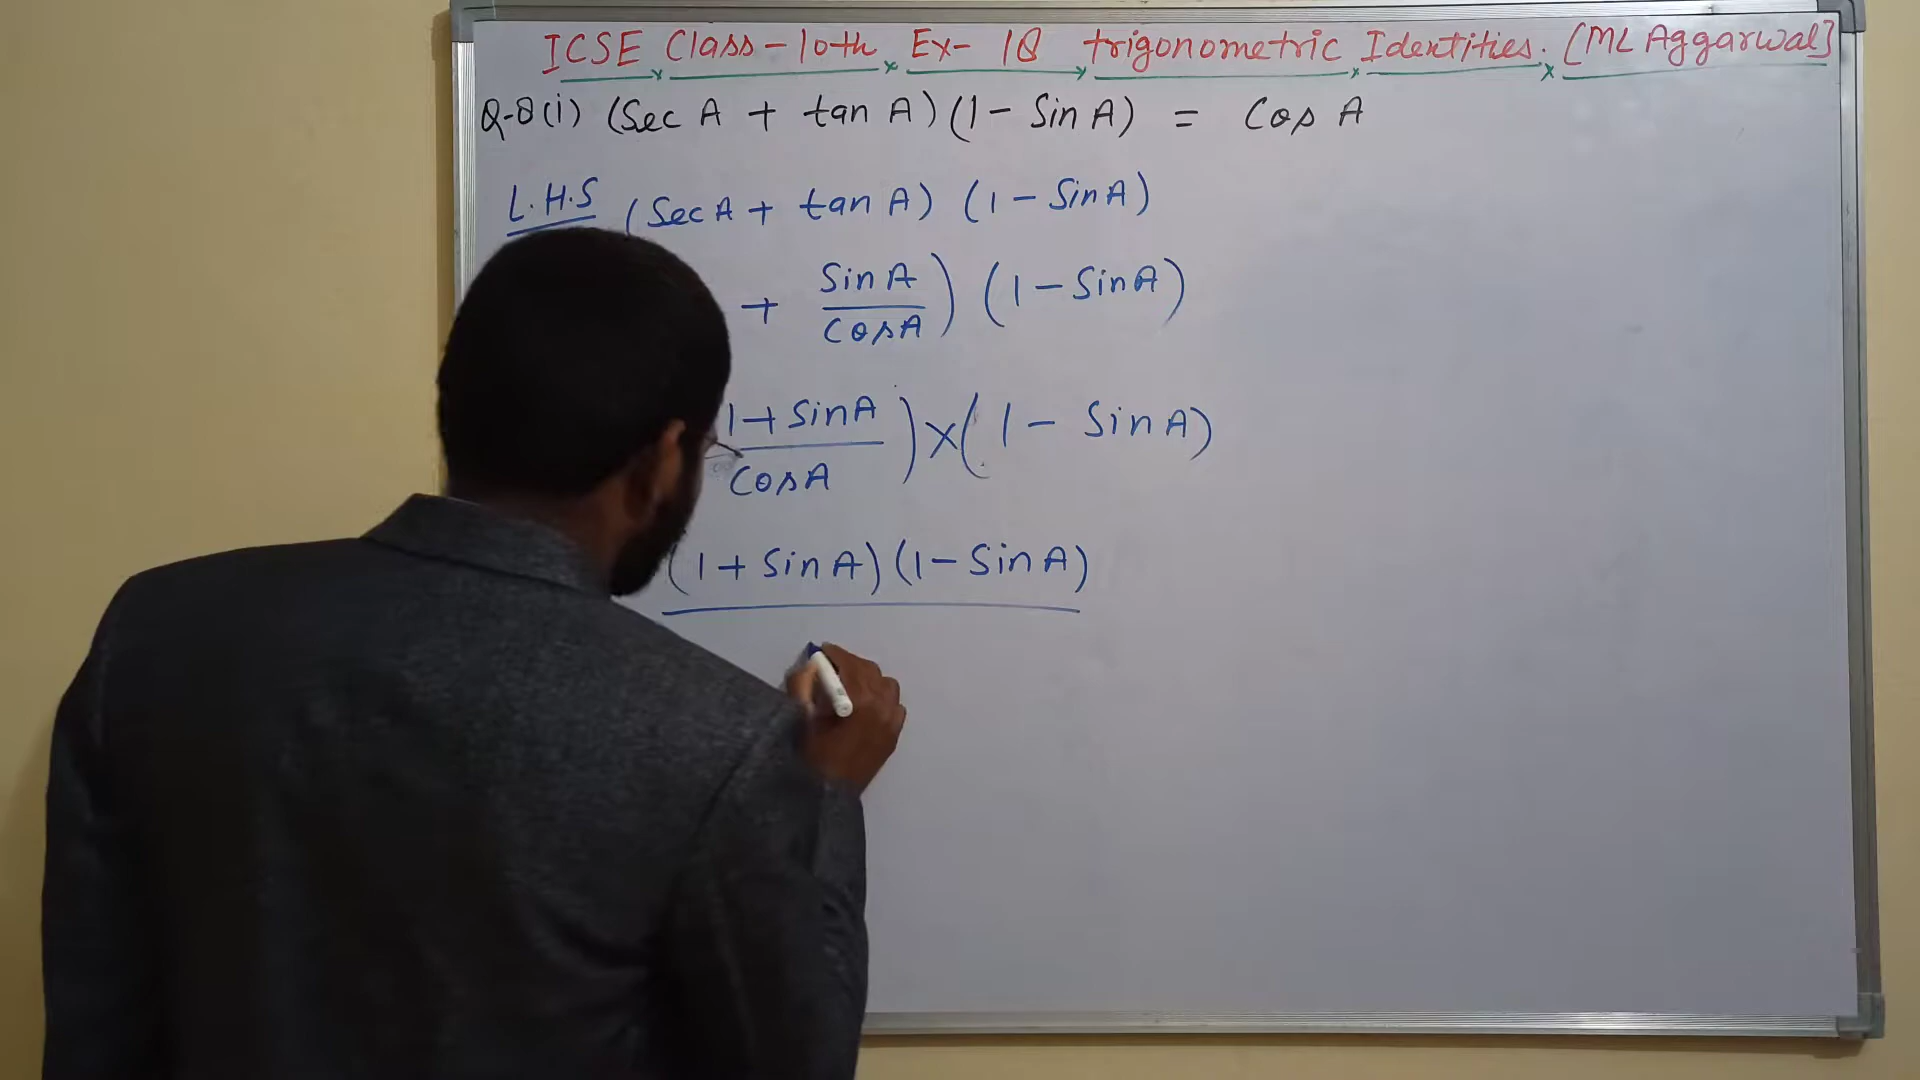 ICSE Class-10th Ex-18 trigonometric Identities. [ML Aggarwal]
Q-8(i) (Sec A + tan A)(1 - Sin A) = Cos A
L.H.S (Sec A + tan A) (1 - Sin A)
+ Sin A / Cos A) (1 - Sin A)
1 + Sin A / Cos A) × (1 - Sin A)
(1 + Sin A)(1 - Sin A)